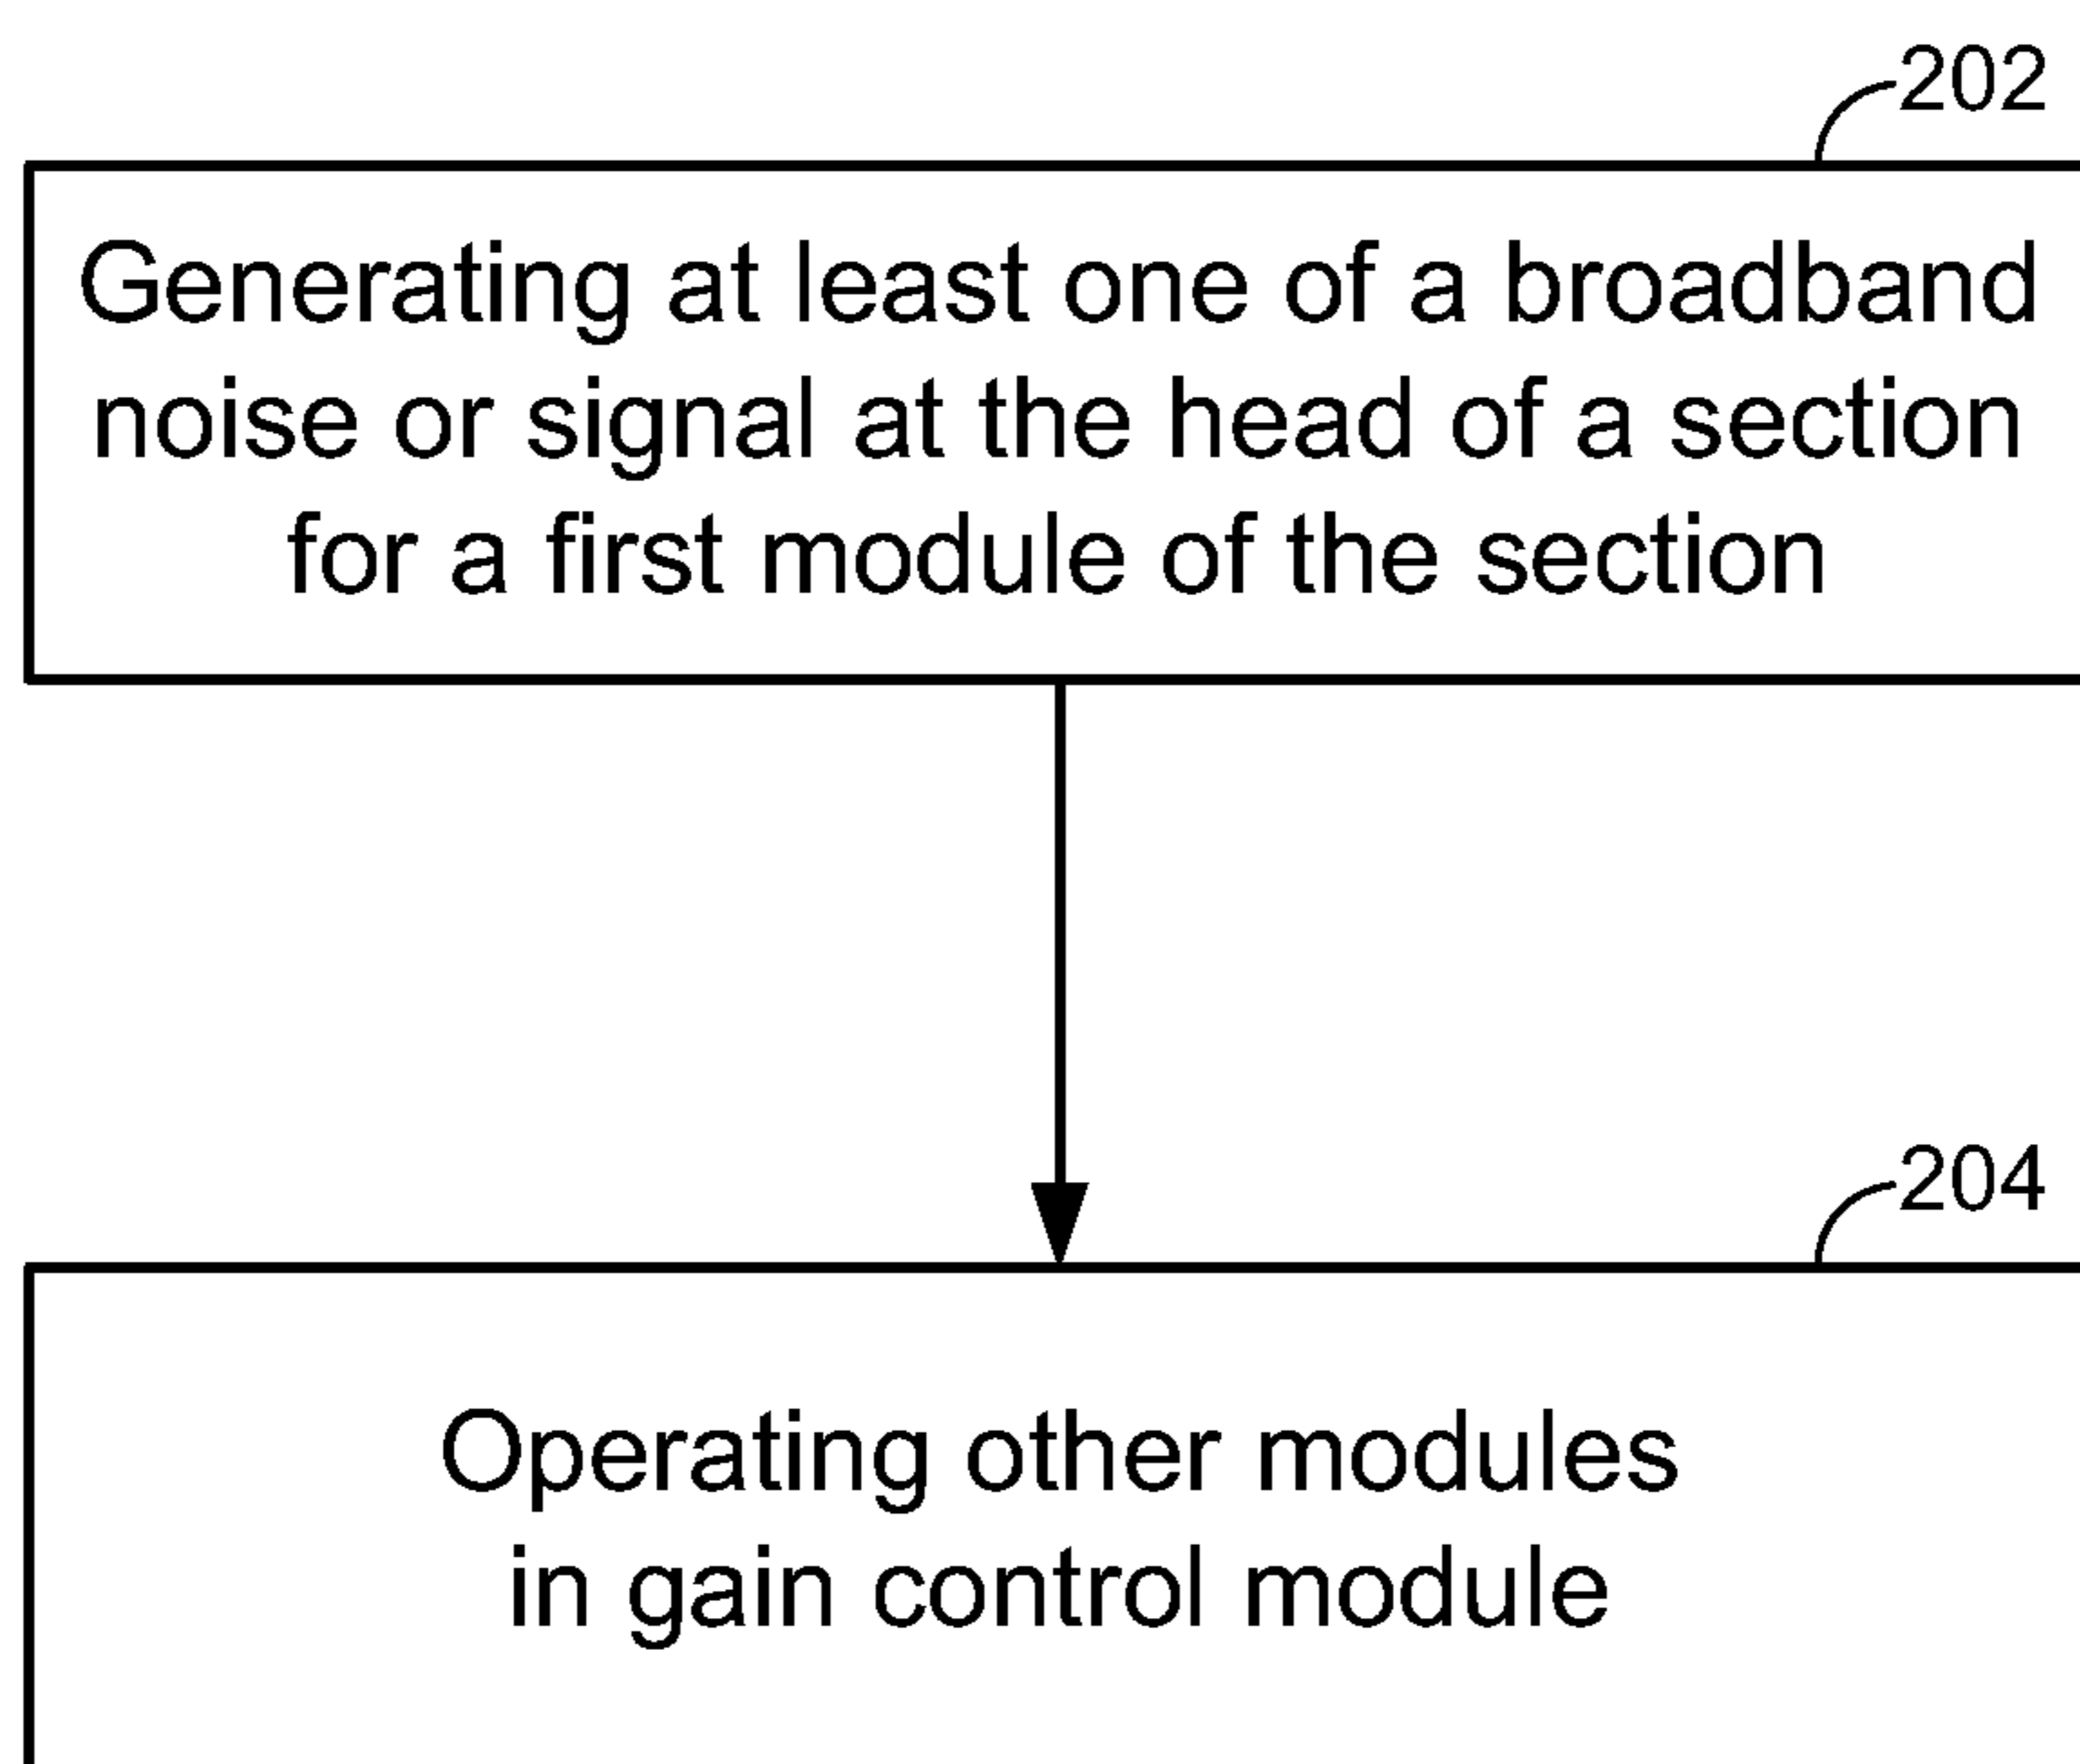 202
Generating at least one of a broadband
noise or signal at the head of a section
for a first module of the section
204
Operating other modules
in gain control module